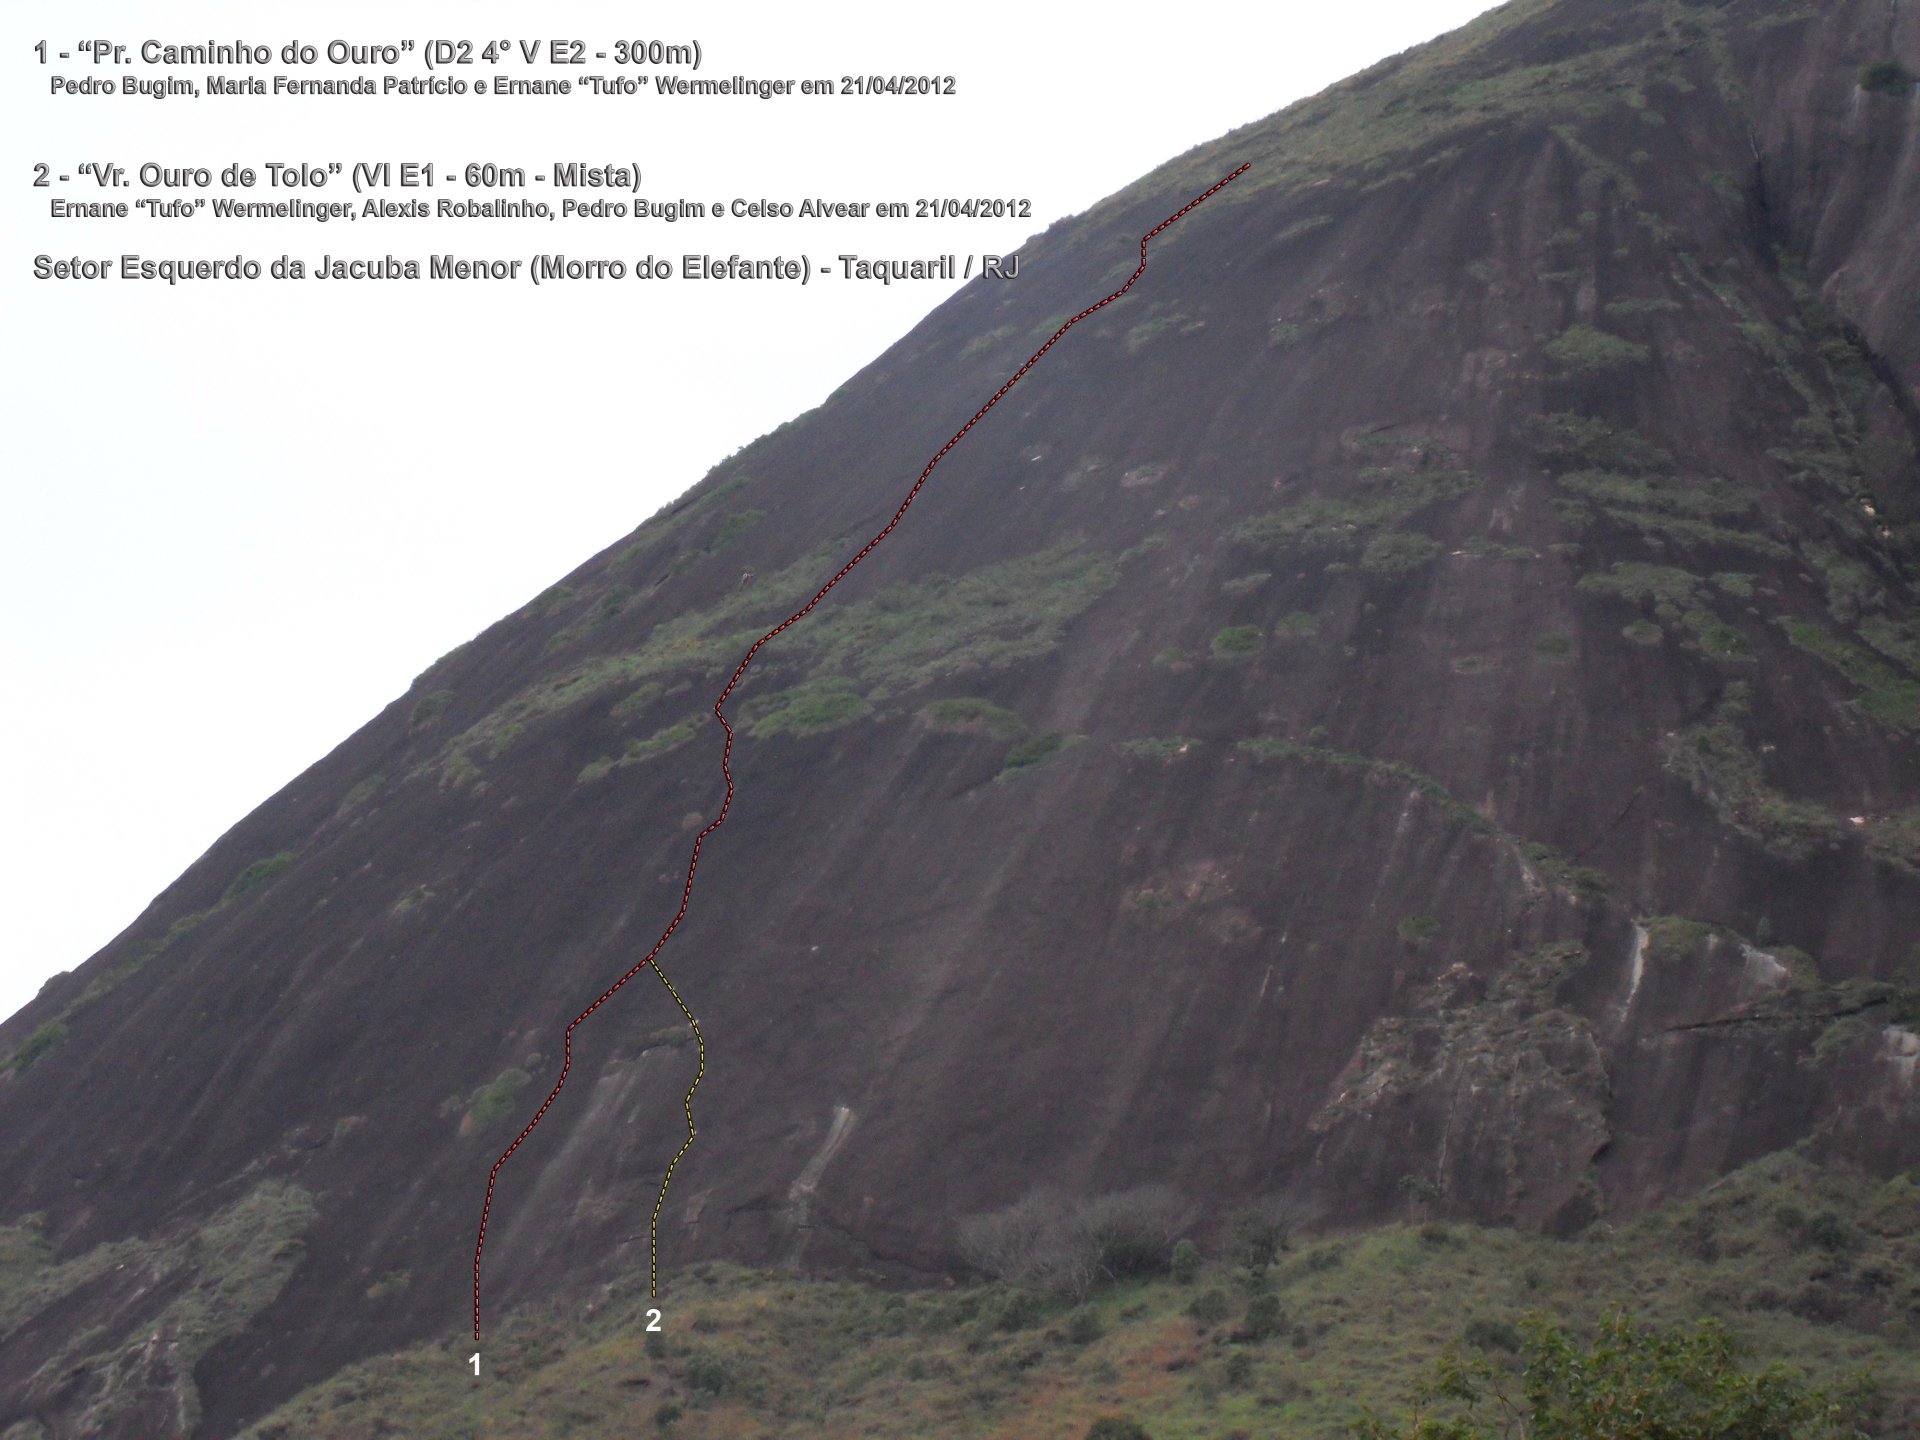 1 - “Pr. Caminho do Ouro” (D2 4° V E2 - 300m)
Pedro Bugim, Maria Fernanda Patrício e Ernane “Tufo” Wermelinger em 21/04/2012
2 - “Vr. Ouro de Tolo” (VI E1 - 60m - Mista)
Ernane “Tufo” Wermelinger, Alexis Robalinho, Pedro Bugim e Celso Alvear em 21/04/2012
Setor Esquerdo da Jacuba Menor (Morro do Elefante) - Taquaril / RJ
2
1